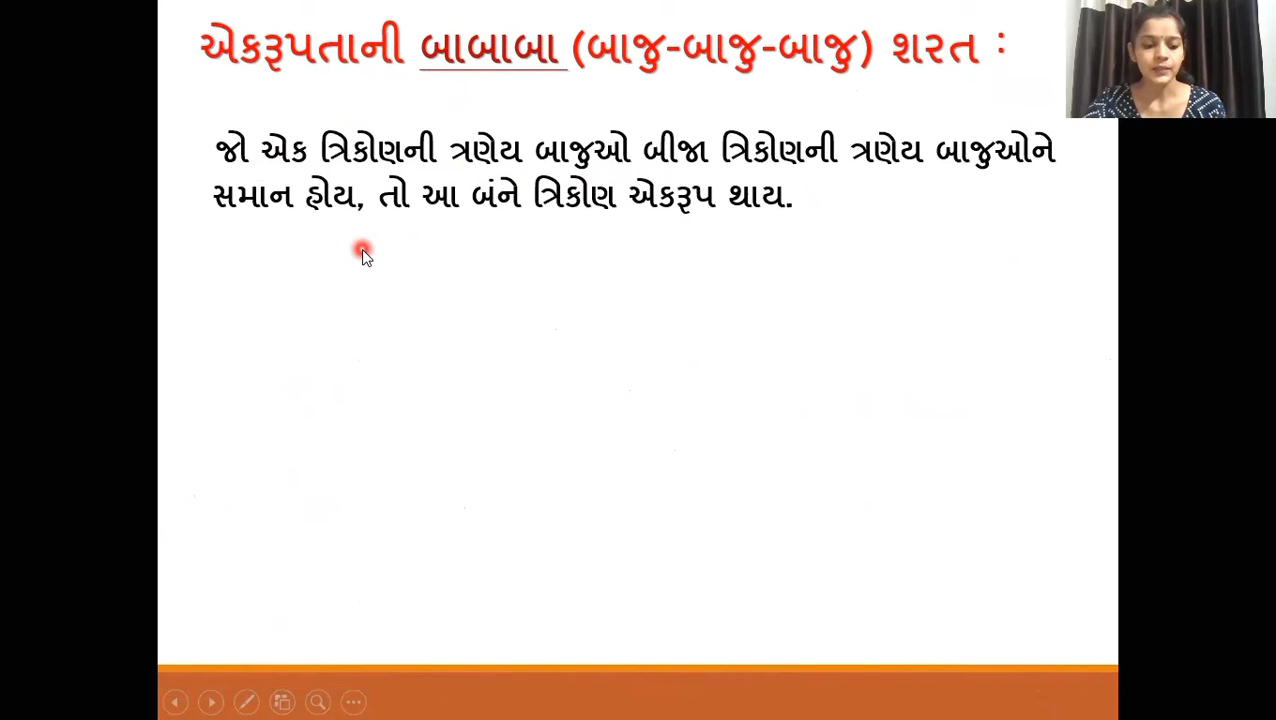 એકરૂપતાની બાબાબા (બાજુ-બાજુ-બાજુ) શરત :
જો એક ત્રિકોણની ત્રણેય બાજુઓ બીજા ત્રિકોણની ત્રણેય બાજુઓને
સમાન હોય, તો આ બંને ત્રિકોણ એકરૂપ થાય.